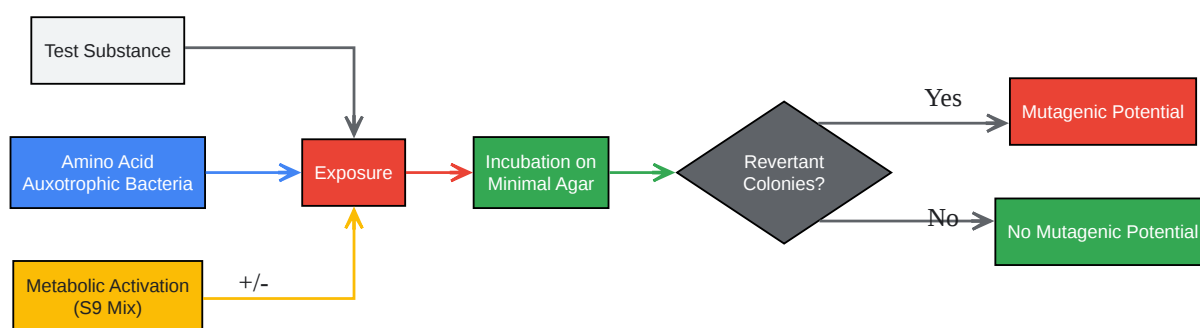 Test Substance
Amino Acid
Auxotrophic Bacteria
Metabolic Activation
(S9 Mix)
+/-
Exposure
Incubation on
Minimal Agar
Revertant
Colonies?
Yes
Mutagenic Potential
No
No Mutagenic Potential